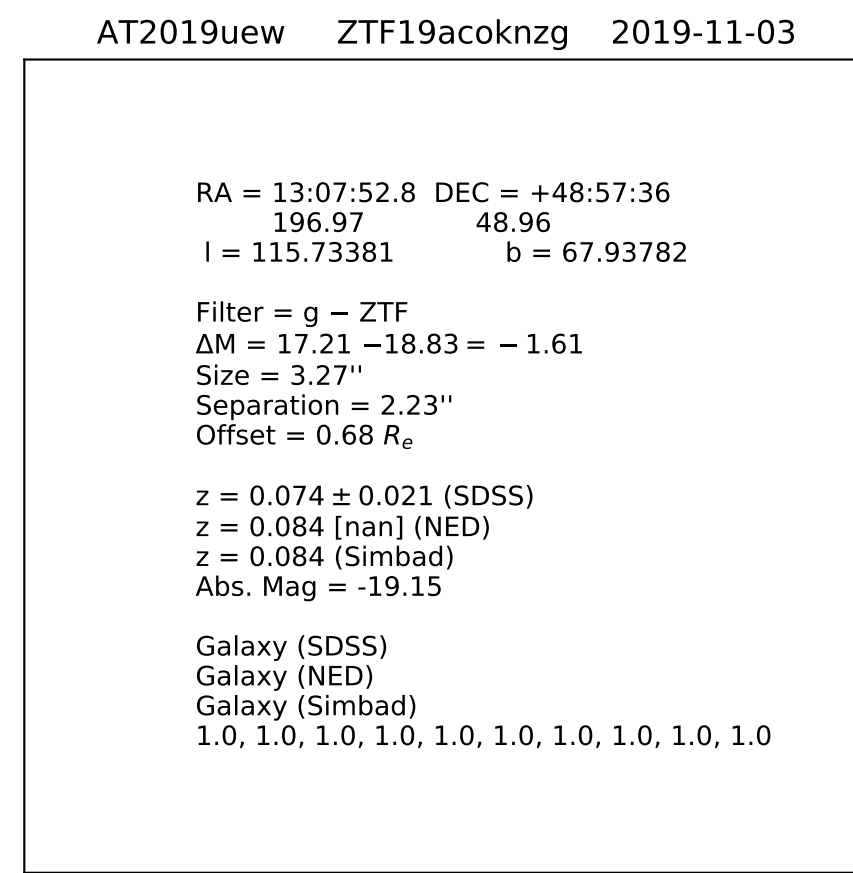 AT2019uew ZTF19acoknzg 2019-11-03
RA = 13:07:52.8 DEC = +48:57:36
196.97 48.96
l = 115.73381 b = 67.93782
Filter = g − ZTF
ΔM = 17.21 −18.83 = − 1.61
Size = 3.27''
Separation = 2.23''
Offset = 0.68 Rₑ
z = 0.074 ± 0.021 (SDSS)
z = 0.084 [nan] (NED)
z = 0.084 (Simbad)
Abs. Mag = -19.15
Galaxy (SDSS)
Galaxy (NED)
Galaxy (Simbad)
1.0, 1.0, 1.0, 1.0, 1.0, 1.0, 1.0, 1.0, 1.0, 1.0